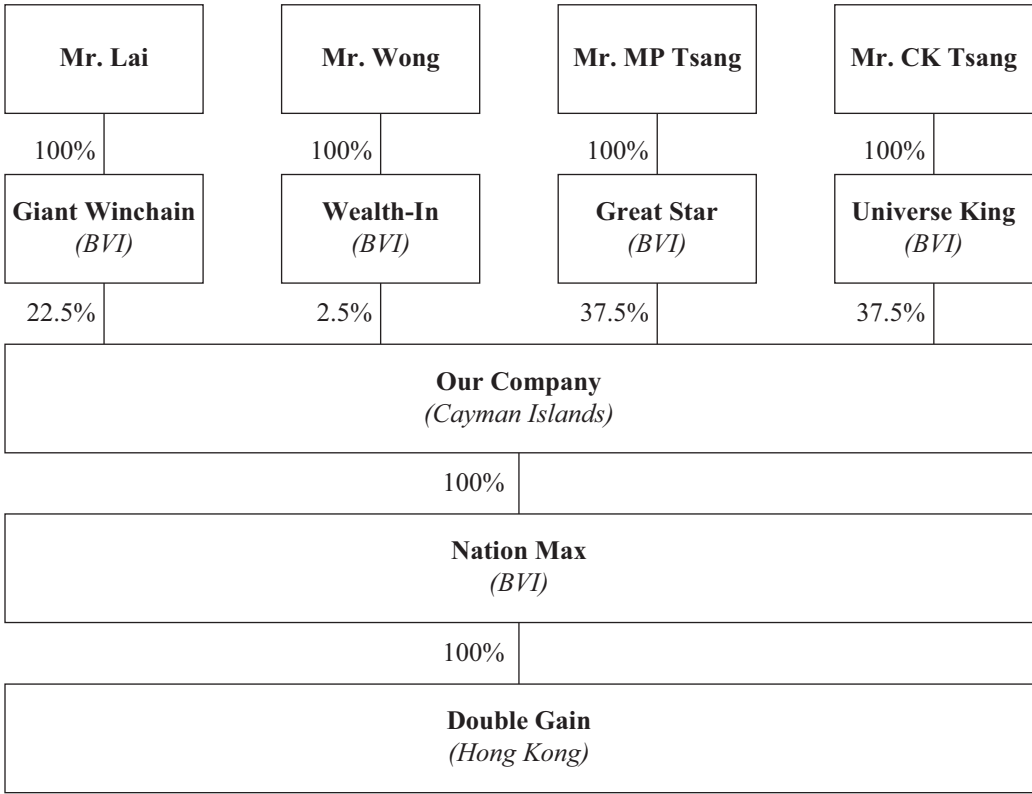 Mr. Lai
Mr. Wong
Mr. MP Tsang
Mr. CK Tsang
100%
100%
100%
100%
Giant Winchain
(BVI)
Wealth-In
(BVI)
Great Star
(BVI)
Universe King
(BVI)
22.5%
2.5%
37.5%
37.5%
Our Company
(Cayman Islands)
100%
Nation Max
(BVI)
100%
Double Gain
(Hong Kong)